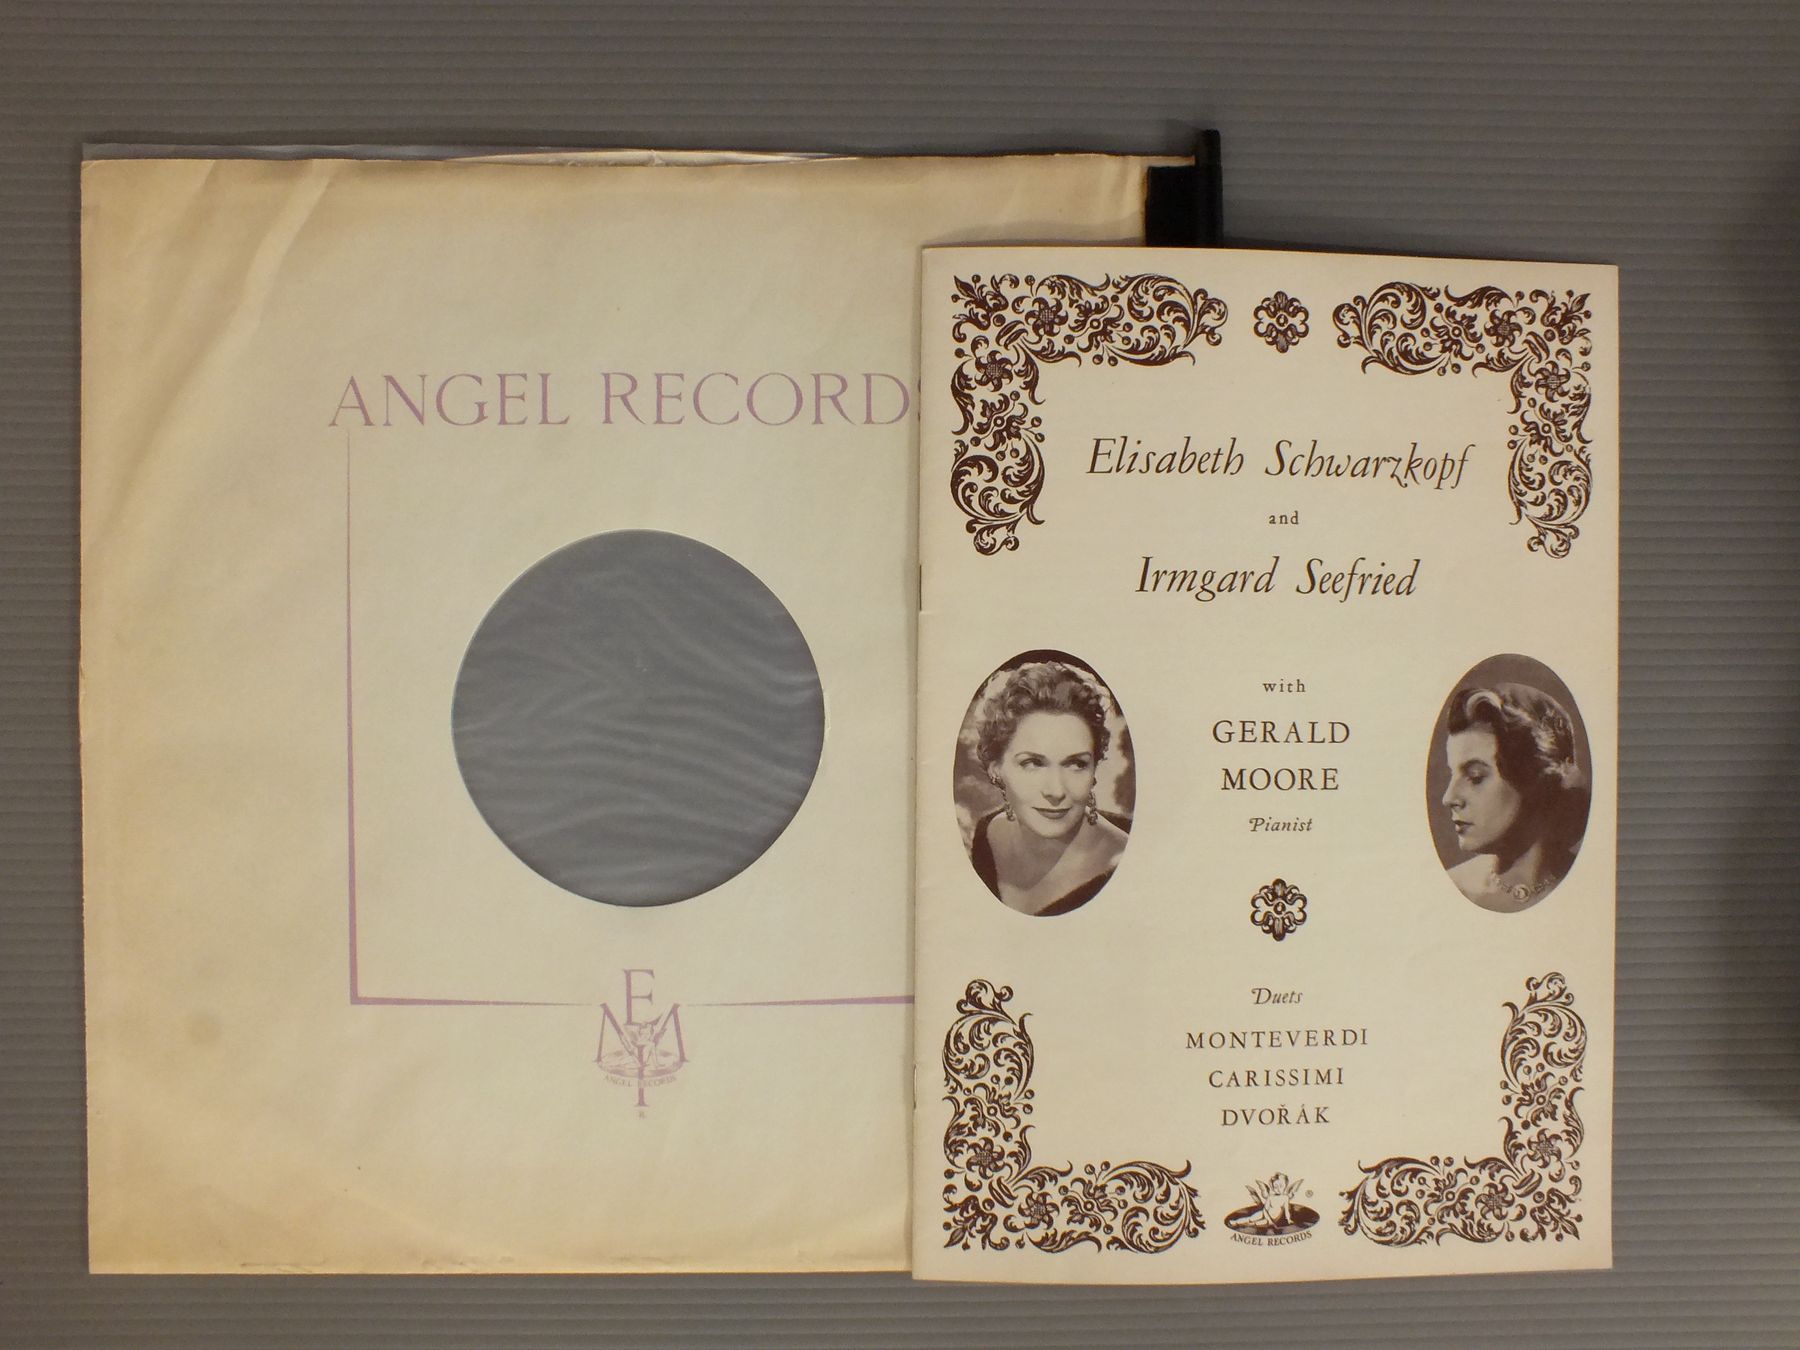 ANGEL RECORDS
EMI
ANGEL RECORDS
R
Elisabeth Schwarzkopf
and
Irmgard Seefried
with
GERALD
MOORE
Pianist
Duets
MONTEVERDI
CARISSIMI
DVOŘÁK
®
ANGEL RECORDS